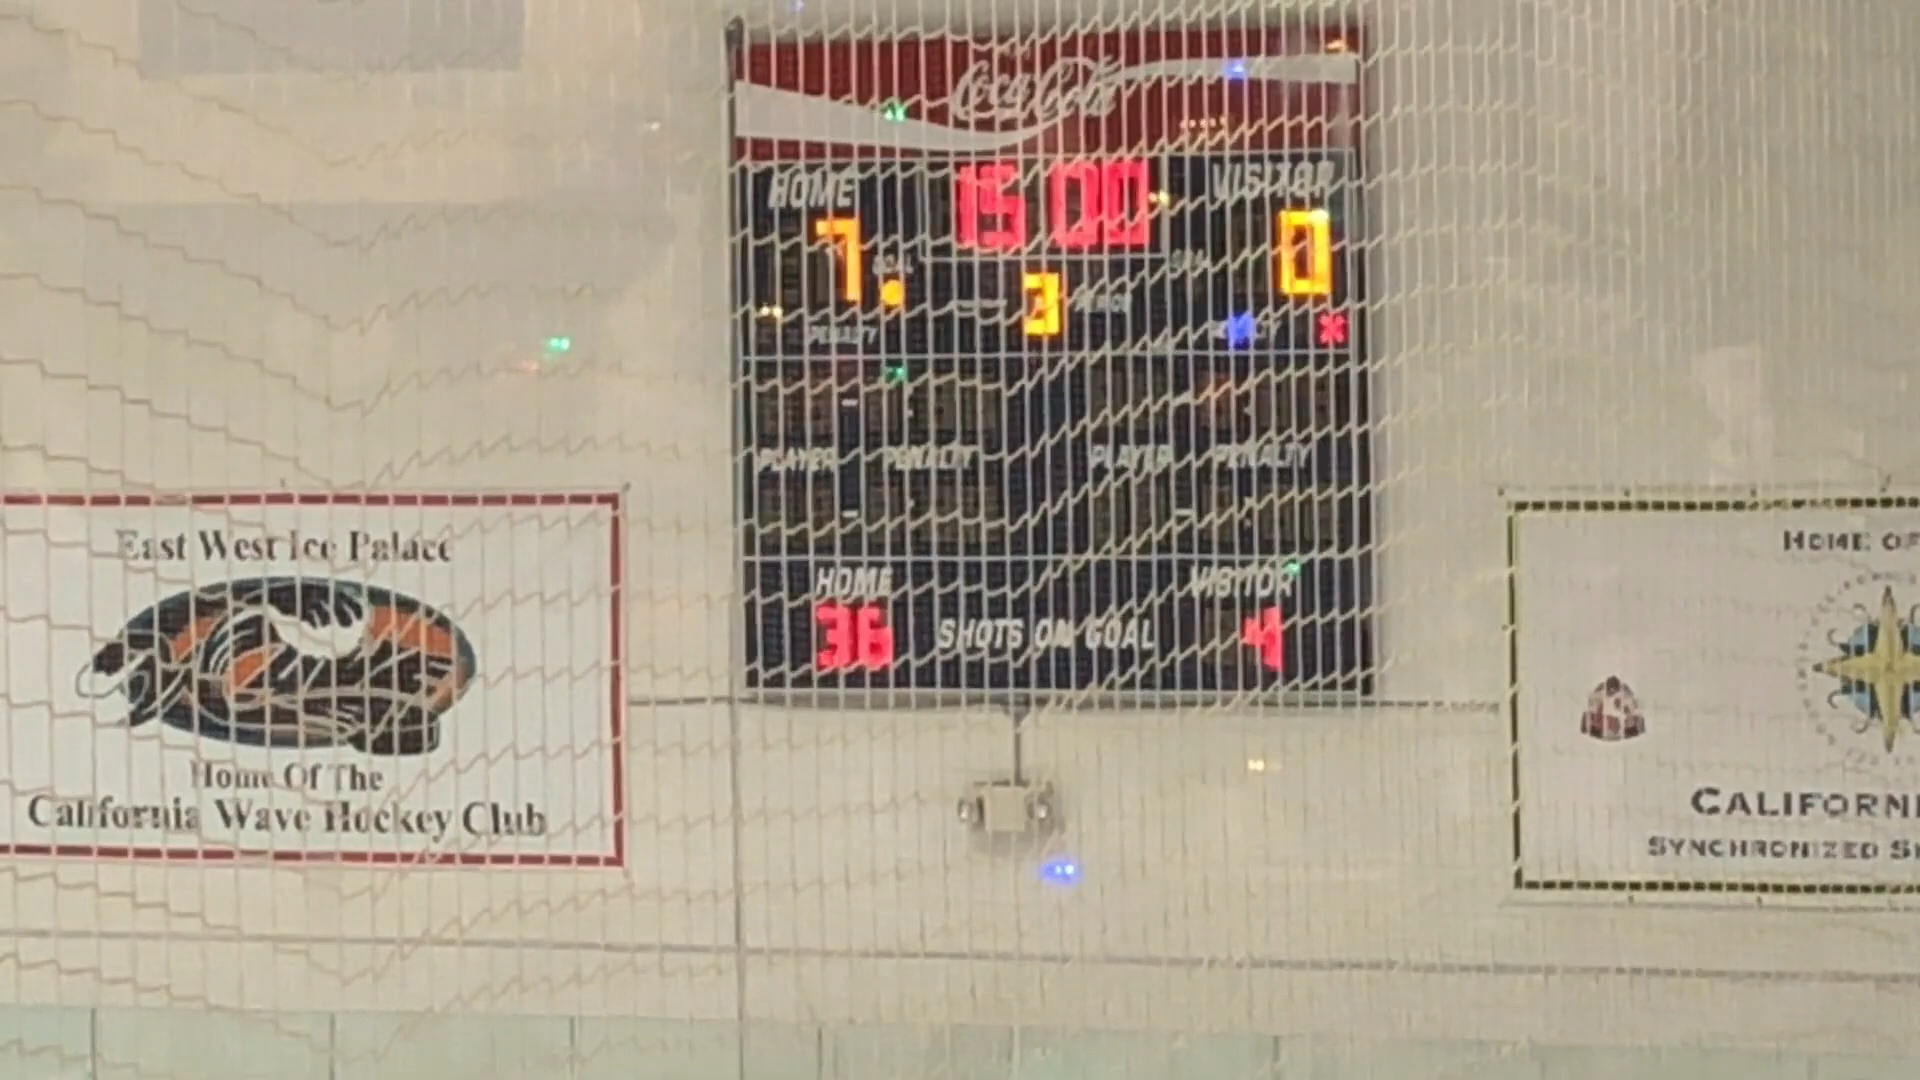 Coca-Cola
HOME 15 00 VISITOR
7 GOAL 0
3
PENALTY PENALTY
PLAYER PENALTY PLAYER PENALTY
HOME VISITOR
36 SHOTS ON GOAL 4
East West Ice Palace
Home Of The
California Wave Hockey Club
HOME OF
CALIFORNI
SYNCHRONIZED